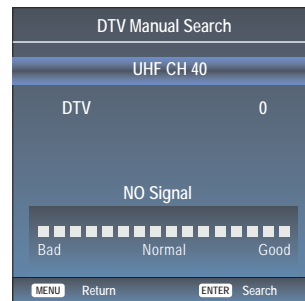 DTV Manual Search
UHF CH 40
DTV 0
NO Signal
Bad Normal Good
MENU Return ENTER Search